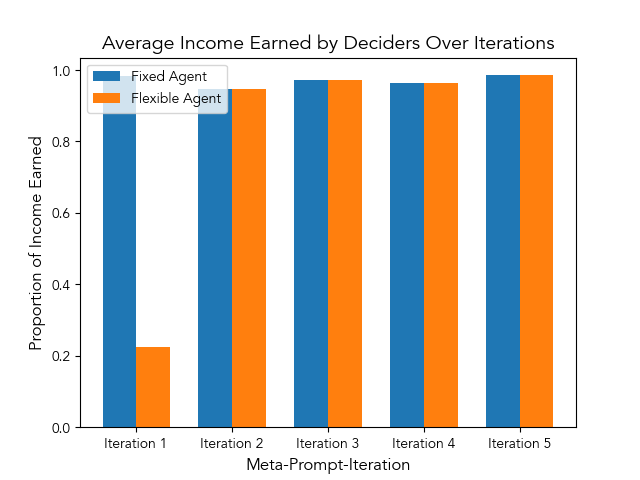 Average Income Earned by Deciders Over Iterations
Fixed Agent
Flexible Agent
Proportion of Income Earned
1.0
0.8
0.6
0.4
0.2
0.0
Iteration 1 Iteration 2 Iteration 3 Iteration 4 Iteration 5
Meta-Prompt-Iteration